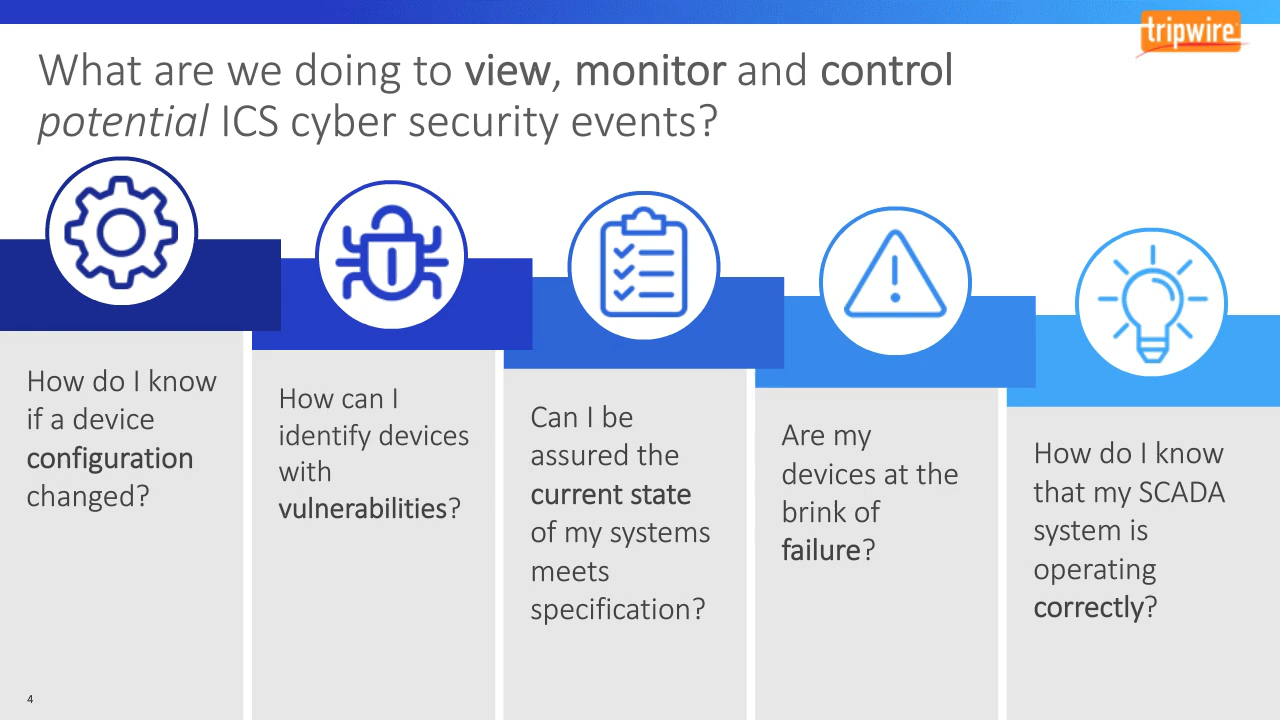 tripwire
What are we doing to view, monitor and control
potential ICS cyber security events?
How do I know
if a device
configuration
changed?
How can I
identify devices
with
vulnerabilities?
Can I be
assured the
current state
of my systems
meets
specification?
Are my
devices at the
brink of
failure?
How do I know
that my SCADA
system is
operating
correctly?
4